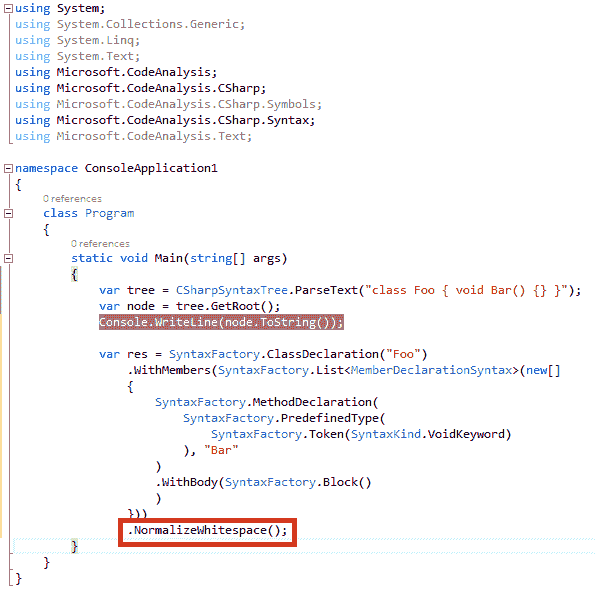 using System;
using System.Collections.Generic;
using System.Linq;
using System.Text;
using Microsoft.CodeAnalysis;
using Microsoft.CodeAnalysis.CSharp;
using Microsoft.CodeAnalysis.CSharp.Symbols;
using Microsoft.CodeAnalysis.CSharp.Syntax;
using Microsoft.CodeAnalysis.Text;
namespace ConsoleApplication1
{
0 references
class Program
{
0 references
static void Main(string[] args)
{
var tree = CSharpSyntaxTree.ParseText("class Foo { void Bar() {} }");
var node = tree.GetRoot();
Console.WriteLine(node.ToString());
var res = SyntaxFactory.ClassDeclaration("Foo")
.WithMembers(SyntaxFactory.List<MemberDeclarationSyntax>(new[]
{
SyntaxFactory.MethodDeclaration(
SyntaxFactory.PredefinedType(
SyntaxFactory.Token(SyntaxKind.VoidKeyword)
), "Bar"
)
.WithBody(SyntaxFactory.Block()
)
}))
.NormalizeWhitespace();
}
}
}